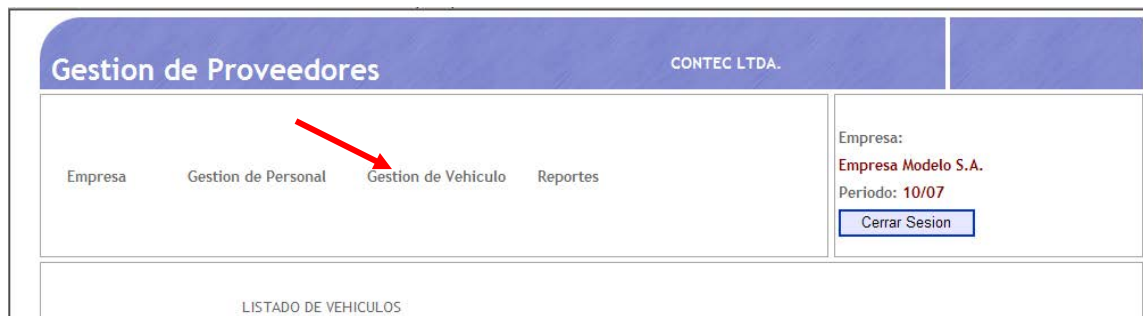 Gestion de Proveedores
CONTEC LTDA.
Empresa Gestion de Personal Gestion de Vehiculo Reportes
Empresa:
Empresa Modelo S.A.
Periodo: 10/07
Cerrar Sesion
LISTADO DE VEHICULOS